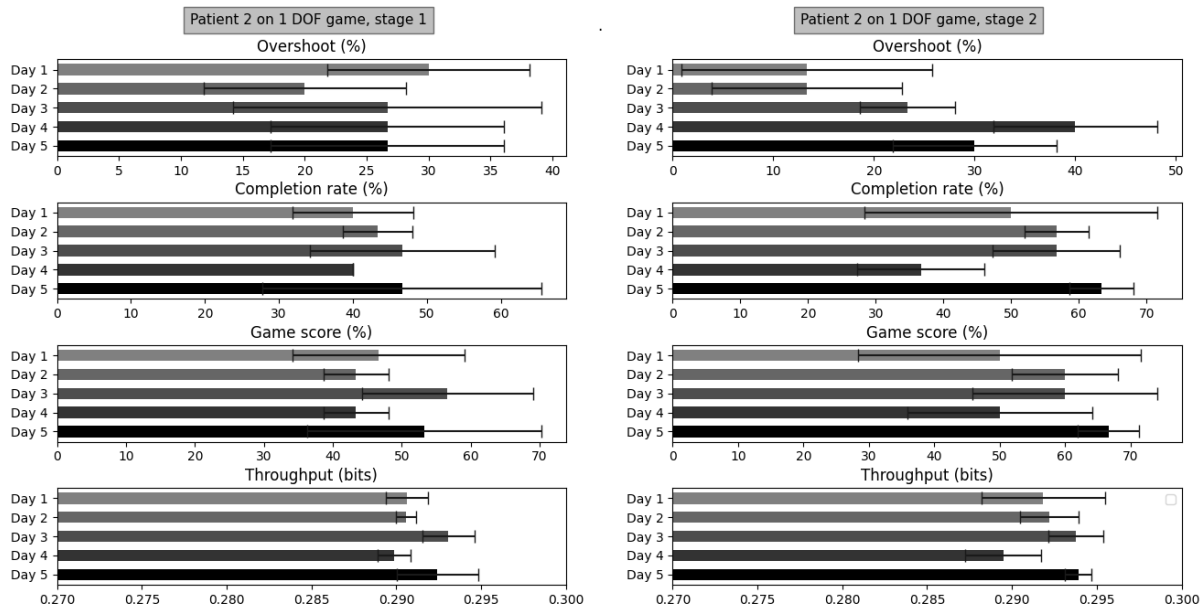 Patient 2 on 1 DOF game, stage 1
Overshoot (%)
Day 1
Day 2
Day 3
Day 4
Day 5
0 5 10 15 20 25 30 35 40
Completion rate (%)
Day 1
Day 2
Day 3
Day 4
Day 5
0 10 20 30 40 50 60
Game score (%)
Day 1
Day 2
Day 3
Day 4
Day 5
0 10 20 30 40 50 60 70
Throughput (bits)
Day 1
Day 2
Day 3
Day 4
Day 5
0.270 0.275 0.280 0.285 0.290 0.295 0.300
.
Patient 2 on 1 DOF game, stage 2
Overshoot (%)
Day 1
Day 2
Day 3
Day 4
Day 5
0 10 20 30 40 50
Completion rate (%)
Day 1
Day 2
Day 3
Day 4
Day 5
0 10 20 30 40 50 60 70
Game score (%)
Day 1
Day 2
Day 3
Day 4
Day 5
0 10 20 30 40 50 60 70
Throughput (bits)
Day 1
Day 2
Day 3
Day 4
Day 5
0.270 0.275 0.280 0.285 0.290 0.295 0.300